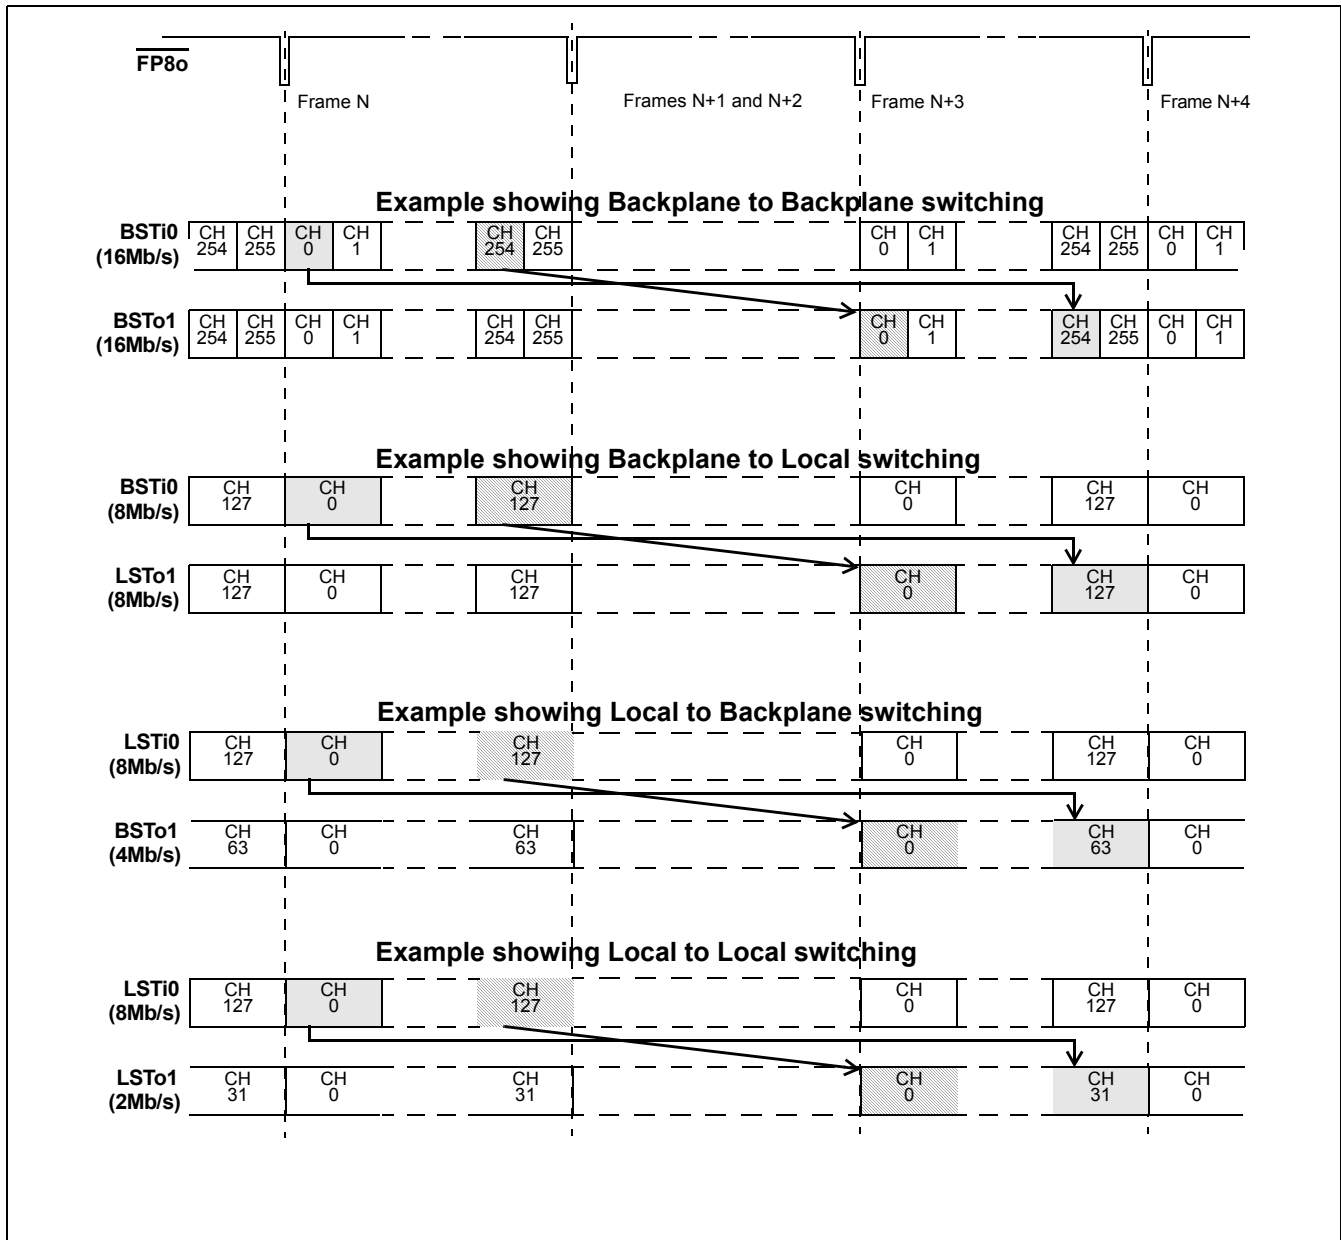 FP8o
Frame N
Frames N+1 and N+2
Frame N+3
Frame N+4
Example showing Backplane to Backplane switching
BSTi0
(16Mb/s)
CH 254 CH 255 CH 0 CH 1 CH 254 CH 255 CH 0 CH 1 CH 254 CH 255 CH 0 CH 1
BSTo1
(16Mb/s)
CH 254 CH 255 CH 0 CH 1 CH 254 CH 255 CH 0 CH 1 CH 254 CH 255 CH 0 CH 1
Example showing Backplane to Local switching
BSTi0
(8Mb/s)
CH 127 CH 0 CH 127 CH 0 CH 127 CH 0
LSTo1
(8Mb/s)
CH 127 CH 0 CH 127 CH 0 CH 127 CH 0
Example showing Local to Backplane switching
LSTi0
(8Mb/s)
CH 127 CH 0 CH 127 CH 0 CH 127 CH 0
BSTo1
(4Mb/s)
CH 63 CH 0 CH 63 CH 0 CH 63 CH 0
Example showing Local to Local switching
LSTi0
(8Mb/s)
CH 127 CH 0 CH 127 CH 0 CH 127 CH 0
LSTo1
(2Mb/s)
CH 31 CH 0 CH 31 CH 0 CH 31 CH 0